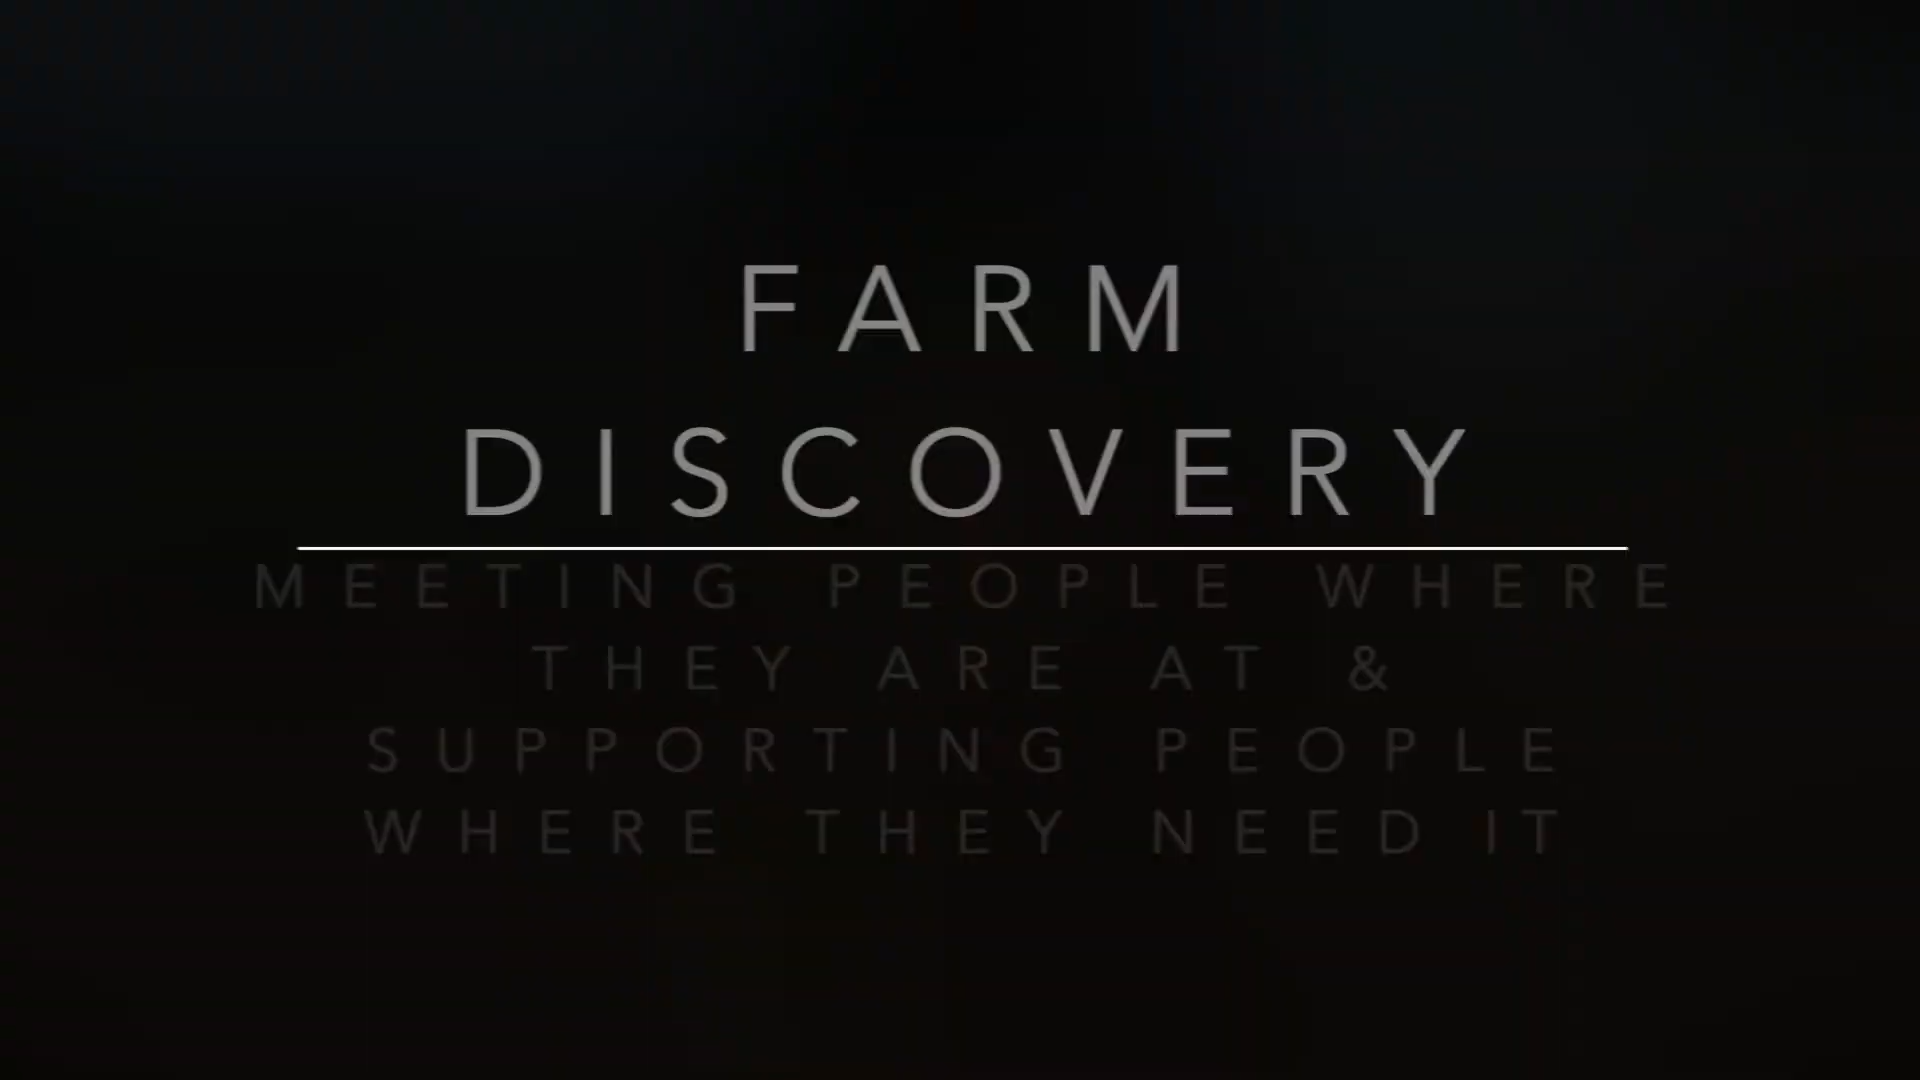 FARM
DISCOVERY
MEETING PEOPLE WHERE
THEY ARE AT &
SUPPORTING PEOPLE
WHERE THEY NEED IT